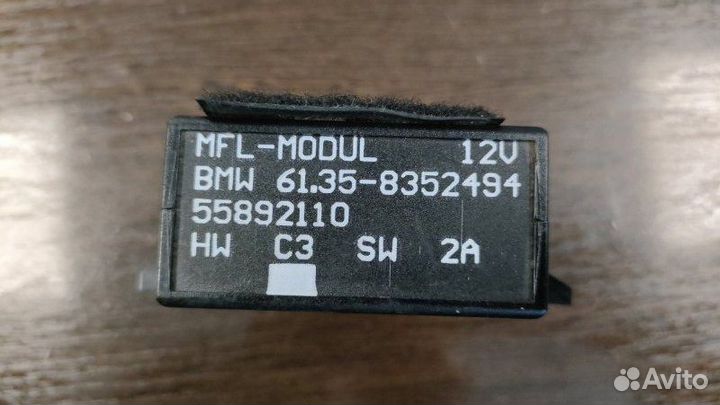 MFL-MODUL 12V
BMW 61.35-8352494
55892110
HW C3 SW 2A
Avito